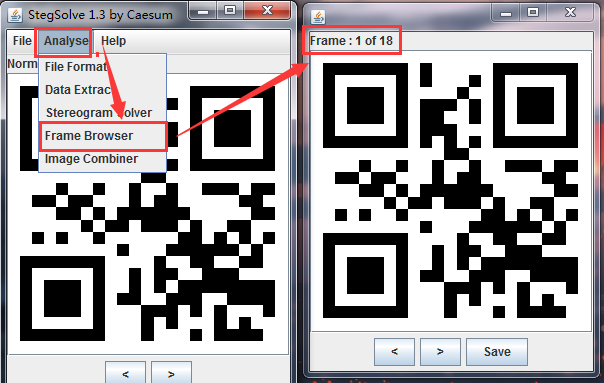 StegSolve 1.3 by Caesum
File Analyse Help
Norm
File Format
Data Extract
Stereogram Solver
Frame Browser
Image Combiner
< >
Frame : 1 of 18
< > Save